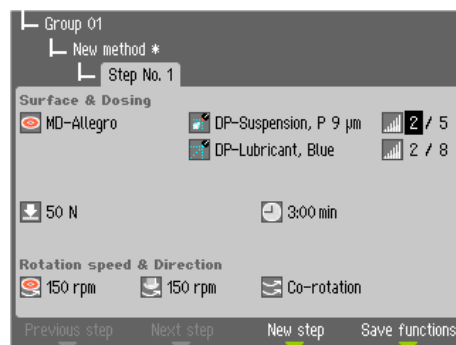 Group 01
New method *
Step No. 1
Surface & Dosing
MD-Allegro DP-Suspension, P 9 µm 2 / 5
DP-Lubricant, Blue 2 / 8
50 N 3:00 min
Rotation speed & Direction
150 rpm 150 rpm Co-rotation
Previous step Next step New step Save functions